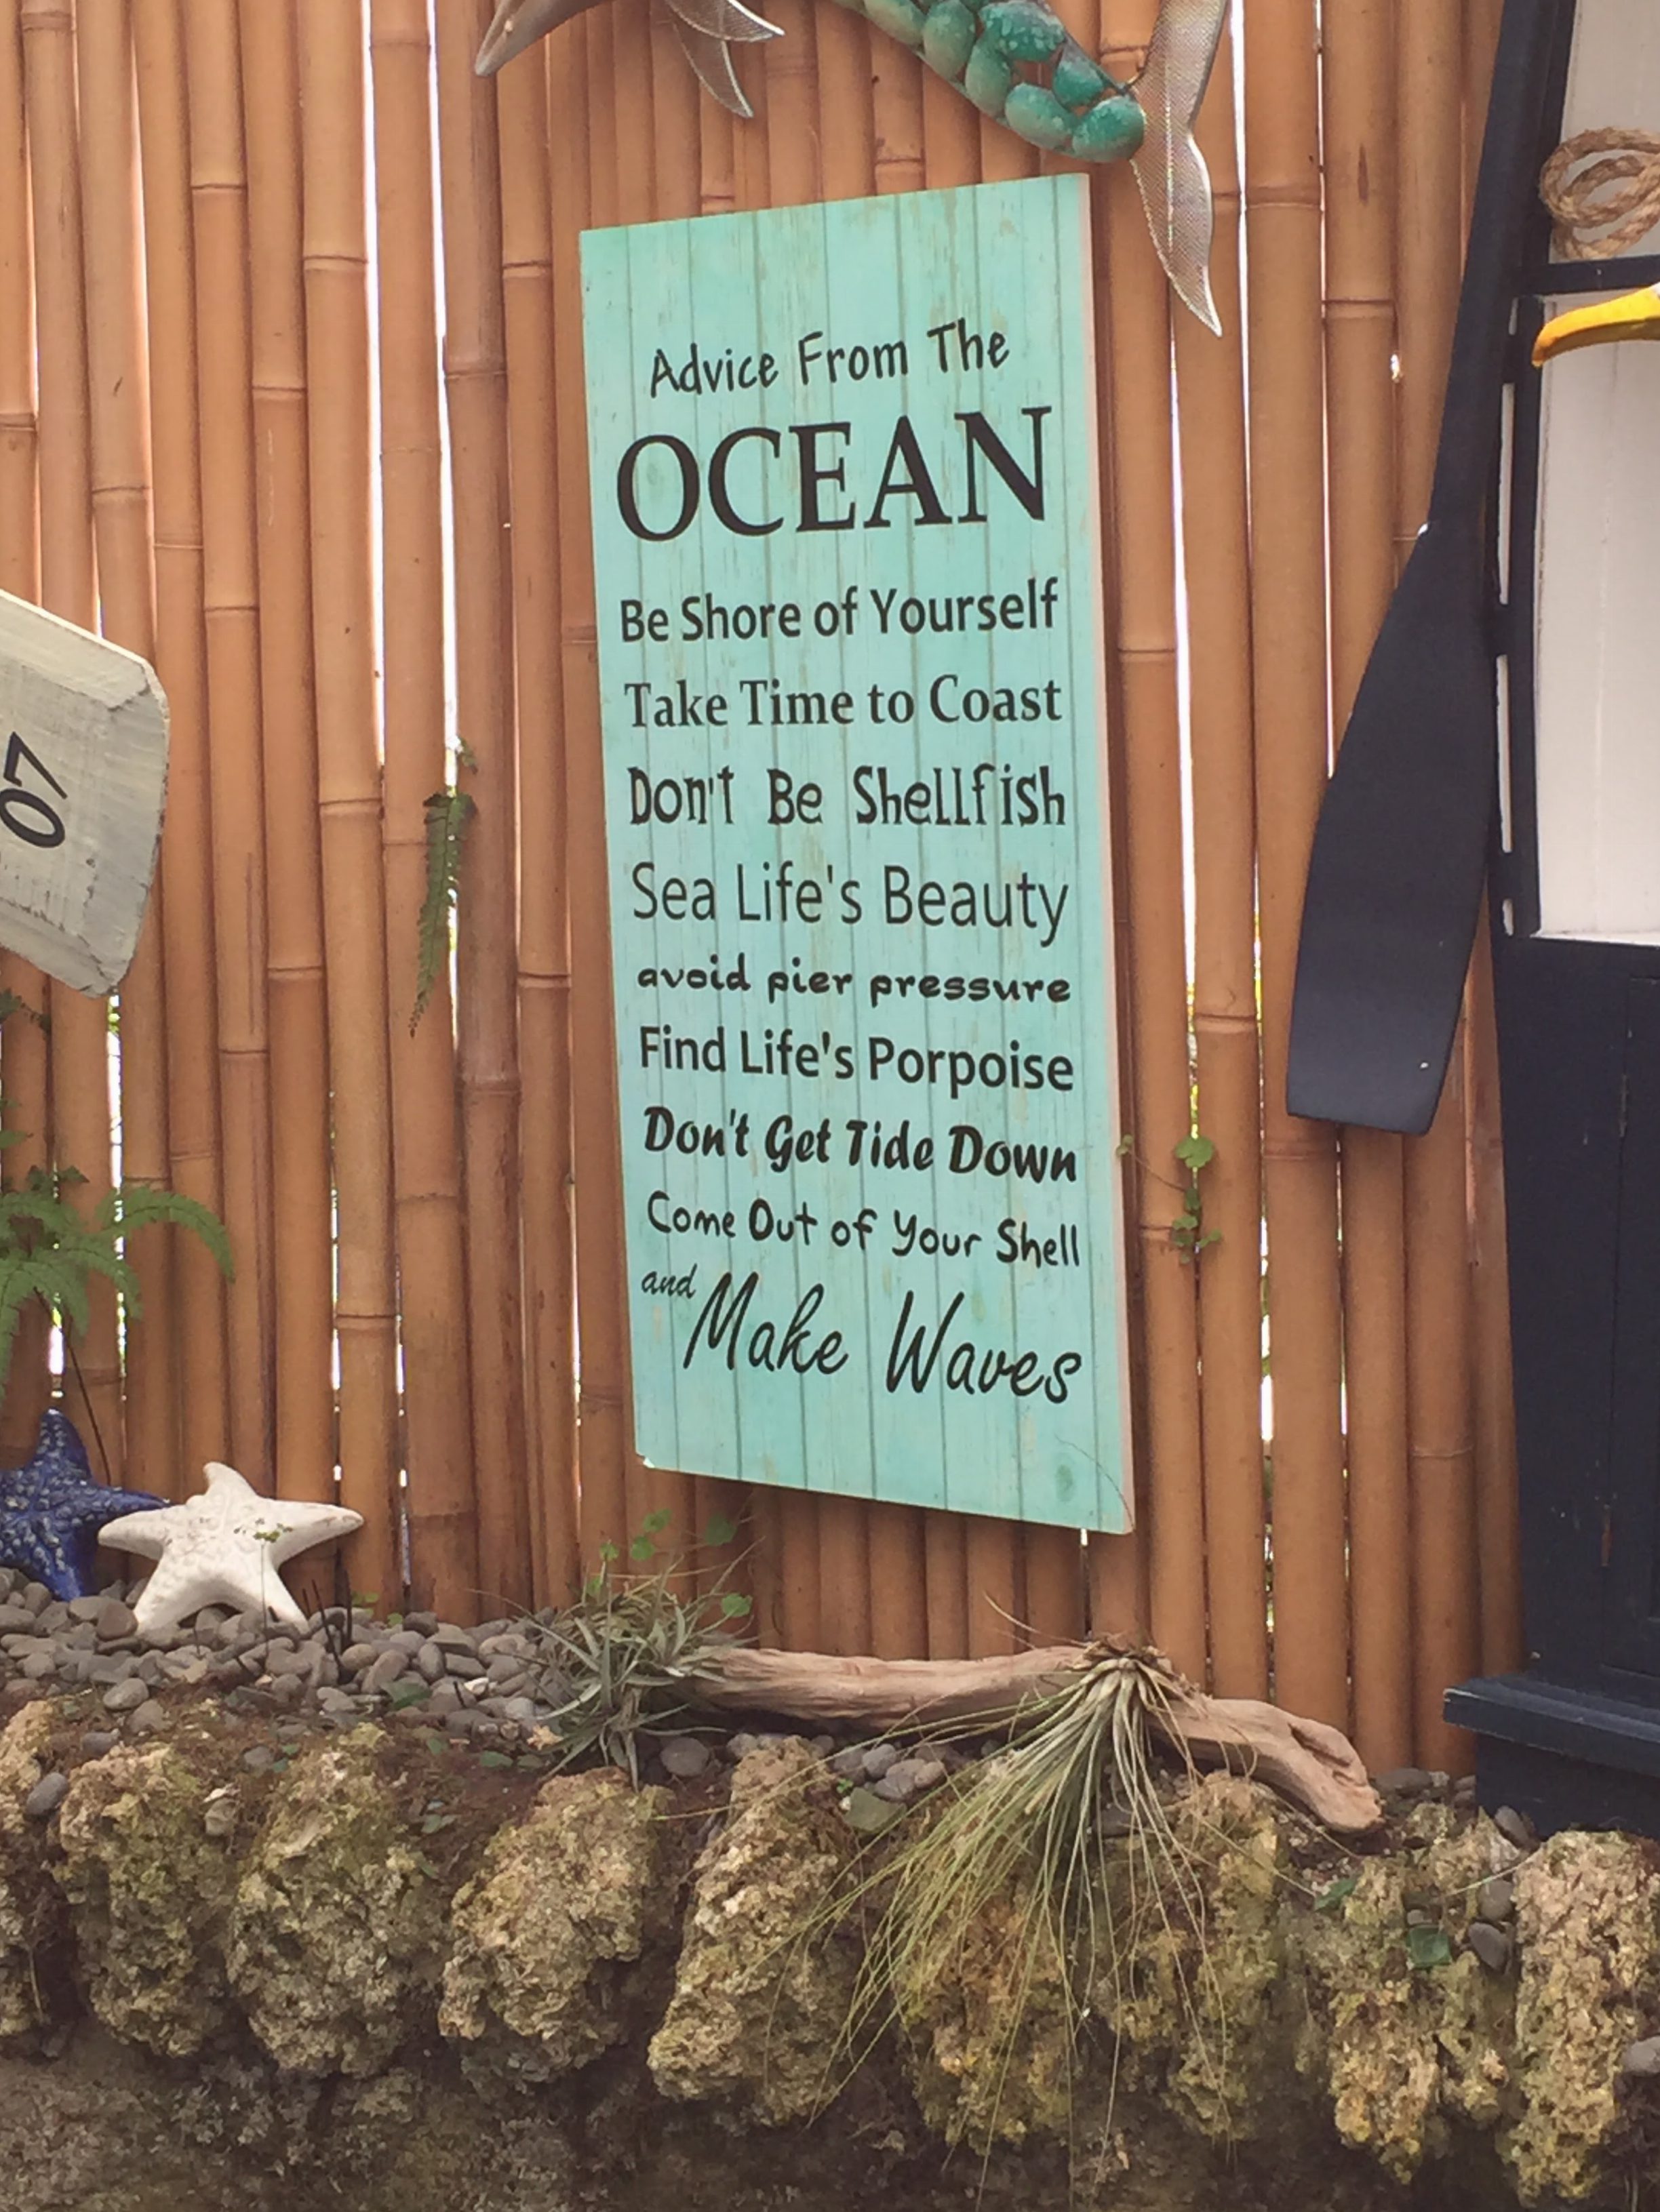 Advice From The
OCEAN
Be Shore of Yourself
Take Time to Coast
Don't Be Shellfish
Sea Life's Beauty
avoid pier pressure
Find Life's Porpoise
Don't Get Tide Down
Come Out of Your Shell
and Make Waves
07